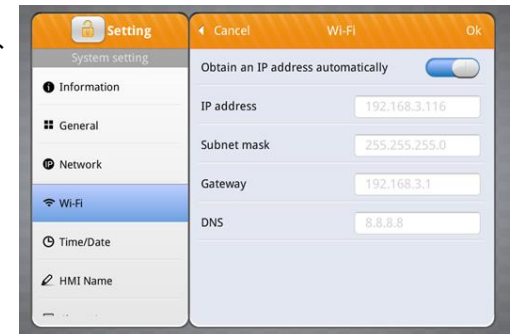 Setting
Cancel
Wi-Fi
Ok
System setting
Information
General
Network
Wi-Fi
Time/Date
HMI Name
Obtain an IP address automatically
IP address
192.168.3.116
Subnet mask
255.255.255.0
Gateway
192.168.3.1
DNS
8.8.8.8